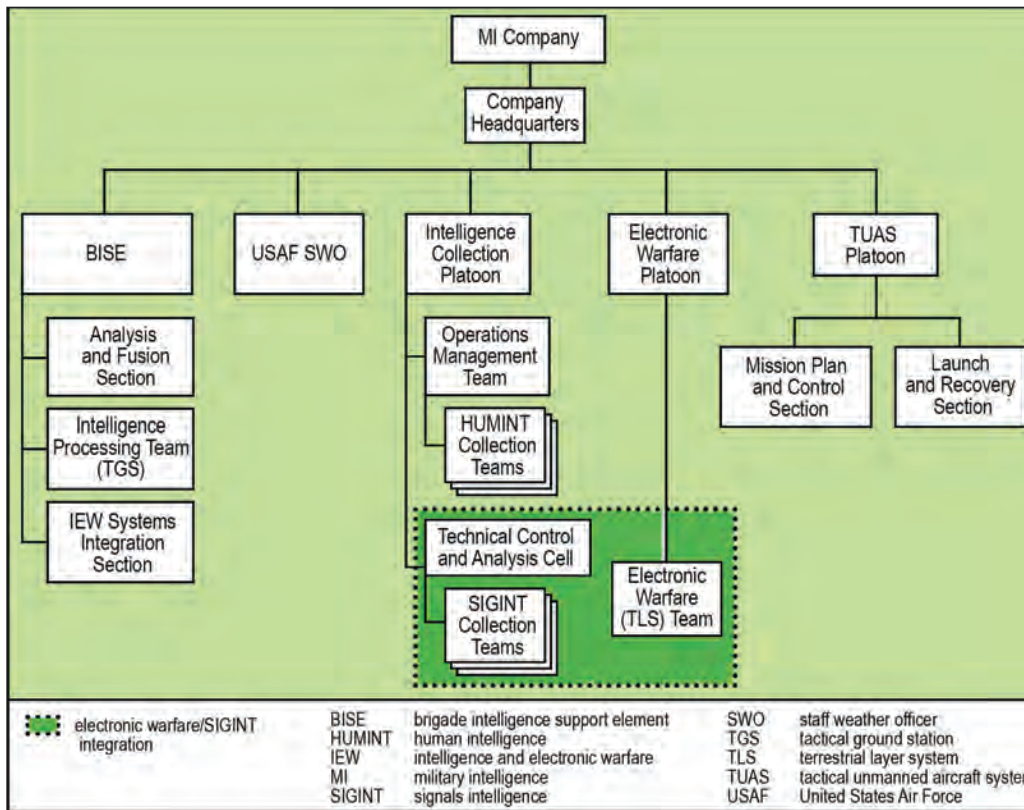 MI Company
Company
Headquarters
BISE
USAF SWO
Intelligence
Collection
Platoon
Electronic
Warfare
Platoon
TUAS
Platoon
Analysis
and Fusion
Section
Intelligence
Processing Team
(TGS)
IEW Systems
Integration
Section
Operations
Management
Team
HUMINT
Collection
Teams
Technical Control
and Analysis Cell
SIGINT
Collection
Teams
Electronic
Warfare
(TLS) Team
Mission Plan
and Control
Section
Launch
and Recovery
Section
electronic warfare/SIGINT
integration
BISE brigade intelligence support element
HUMINT human intelligence
IEW intelligence and electronic warfare
MI military intelligence
SIGINT signals intelligence
SWO staff weather officer
TGS tactical ground station
TLS terrestrial layer system
TUAS tactical unmanned aircraft system
USAF United States Air Force